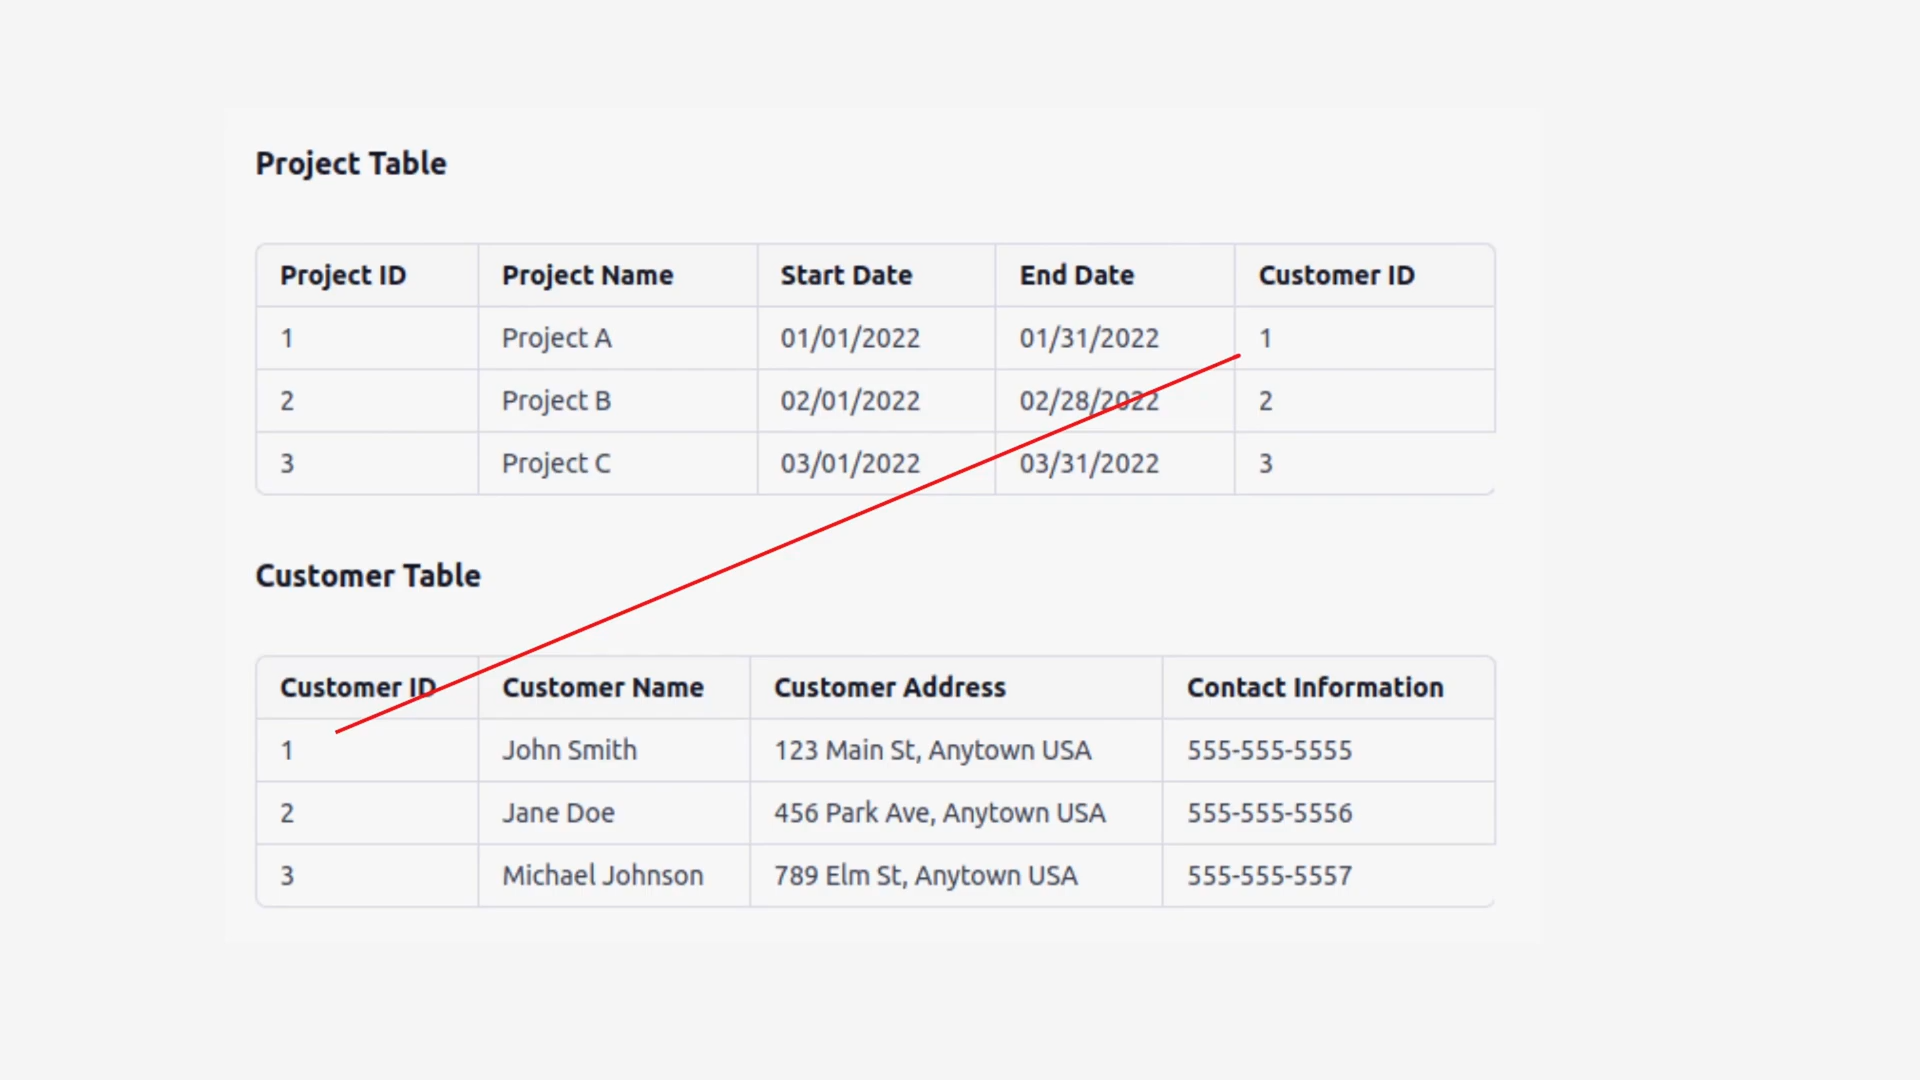 Project Table
Project ID Project Name Start Date End Date Customer ID
1 Project A 01/01/2022 01/31/2022 1
2 Project B 02/01/2022 02/28/2022 2
3 Project C 03/01/2022 03/31/2022 3
Customer Table
Customer ID Customer Name Customer Address Contact Information
1 John Smith 123 Main St, Anytown USA 555-555-5555
2 Jane Doe 456 Park Ave, Anytown USA 555-555-5556
3 Michael Johnson 789 Elm St, Anytown USA 555-555-5557